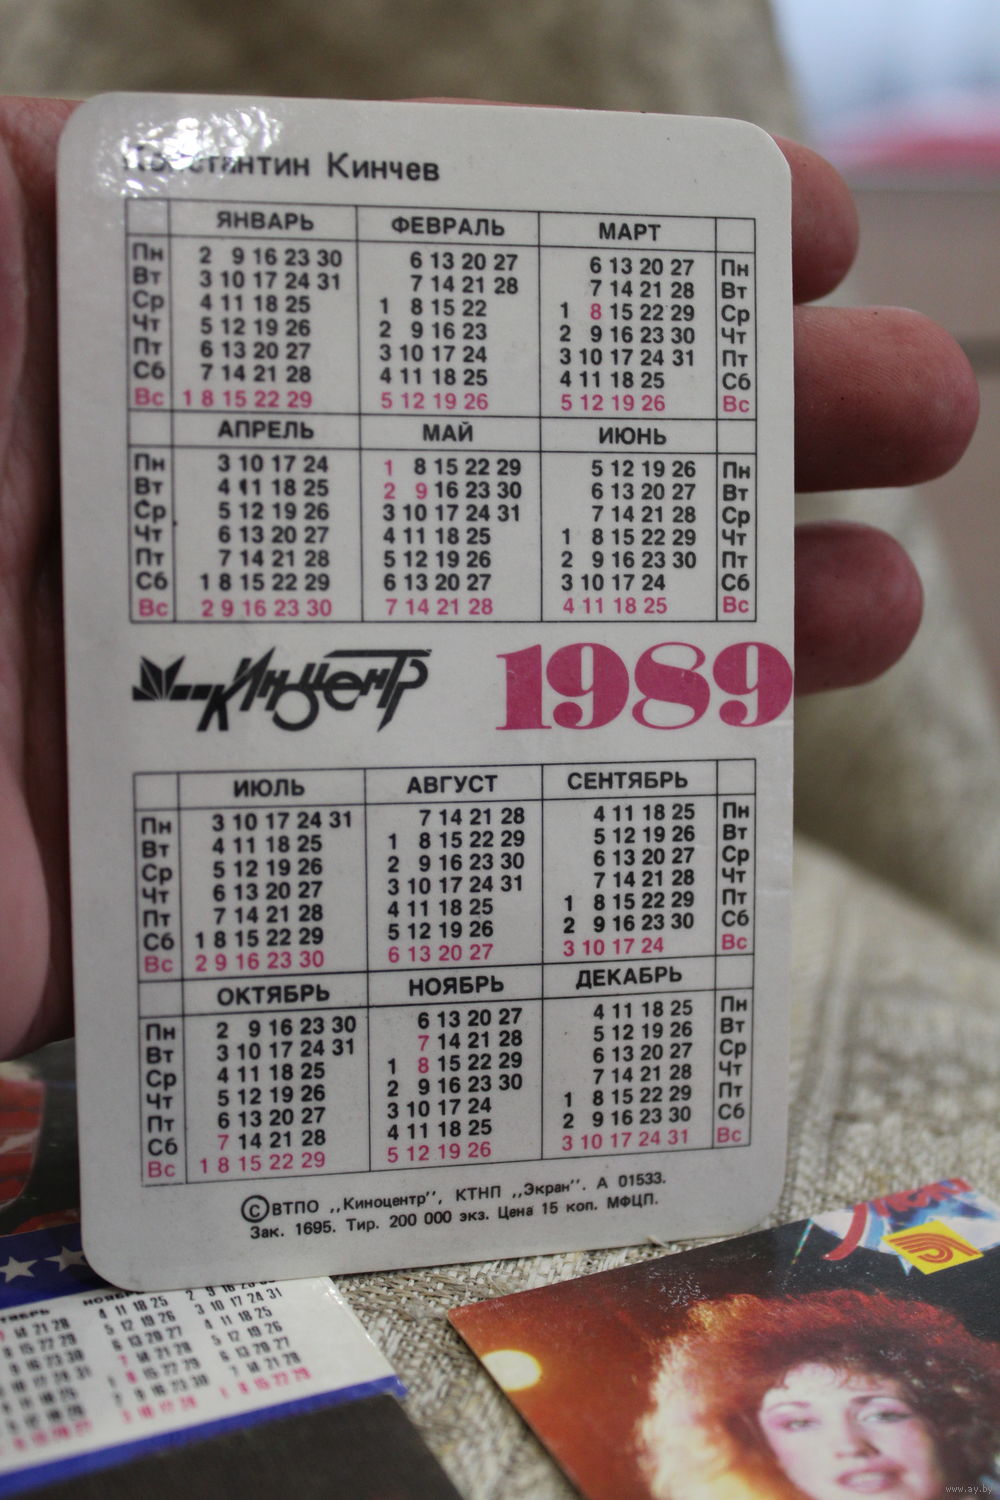 Константин Кинчев
ЯНВАРЬ ФЕВРАЛЬ МАРТ
Пн 2 9 16 23 30 6 13 20 27 6 13 20 27 Пн
Вт 3 10 17 24 31 7 14 21 28 7 14 21 28 Вт
Ср 4 11 18 25 1 8 15 22 1 8 15 22 29 Ср
Чт 5 12 19 26 2 9 16 23 2 9 16 23 30 Чт
Пт 6 13 20 27 3 10 17 24 3 10 17 24 31 Пт
Сб 7 14 21 28 4 11 18 25 4 11 18 25 Сб
Вс 1 8 15 22 29 5 12 19 26 5 12 19 26 Вс
АПРЕЛЬ МАЙ ИЮНЬ
Пн 3 10 17 24 1 8 15 22 29 5 12 19 26 Пн
Вт 4 11 18 25 2 9 16 23 30 6 13 20 27 Вт
Ср 5 12 19 26 3 10 17 24 31 7 14 21 28 Ср
Чт 6 13 20 27 4 11 18 25 1 8 15 22 29 Чт
Пт 7 14 21 28 5 12 19 26 2 9 16 23 30 Пт
Сб 1 8 15 22 29 6 13 20 27 3 10 17 24 Сб
Вс 2 9 16 23 30 7 14 21 28 4 11 18 25 Вс
Киноцентр 1989
ИЮЛЬ АВГУСТ СЕНТЯБРЬ
Пн 3 10 17 24 31 7 14 21 28 4 11 18 25 Пн
Вт 4 11 18 25 1 8 15 22 29 5 12 19 26 Вт
Ср 5 12 19 26 2 9 16 23 30 6 13 20 27 Ср
Чт 6 13 20 27 3 10 17 24 31 7 14 21 28 Чт
Пт 7 14 21 28 4 11 18 25 1 8 15 22 29 Пт
Сб 1 8 15 22 29 5 12 19 26 2 9 16 23 30 Сб
Вс 2 9 16 23 30 6 13 20 27 3 10 17 24 Вс
ОКТЯБРЬ НОЯБРЬ ДЕКАБРЬ
Пн 2 9 16 23 30 6 13 20 27 4 11 18 25 Пн
Вт 3 10 17 24 31 7 14 21 28 5 12 19 26 Вт
Ср 4 11 18 25 1 8 15 22 29 6 13 20 27 Ср
Чт 5 12 19 26 2 9 16 23 30 7 14 21 28 Чт
Пт 6 13 20 27 3 10 17 24 1 8 15 22 29 Пт
Сб 7 14 21 28 4 11 18 25 2 9 16 23 30 Сб
Вс 1 8 15 22 29 5 12 19 26 3 10 17 24 31 Вс
©ВТПО „Киноцентр", КТНП „Экран". А 01533.
Зак. 1695. Тир. 200 000 экз. Цена 15 коп. МФЦП.
www.ay.by